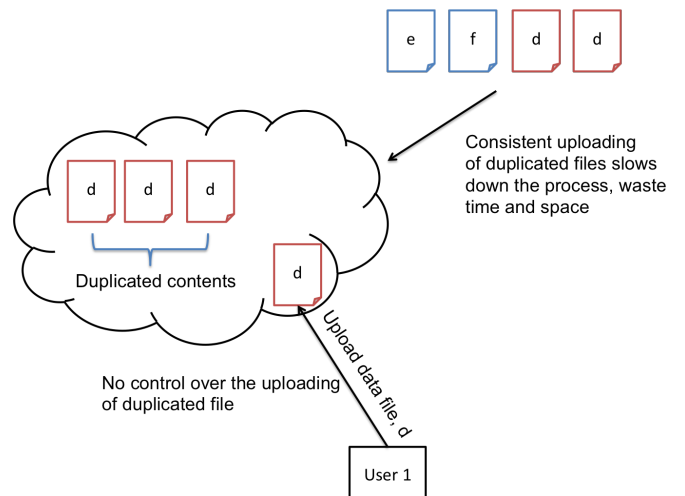 e f d d
Consistent uploading
of duplicated files slows
down the process, waste
time and space
d d d
Duplicated contents
d
Upload data file, d
No control over the uploading
of duplicated file
User 1